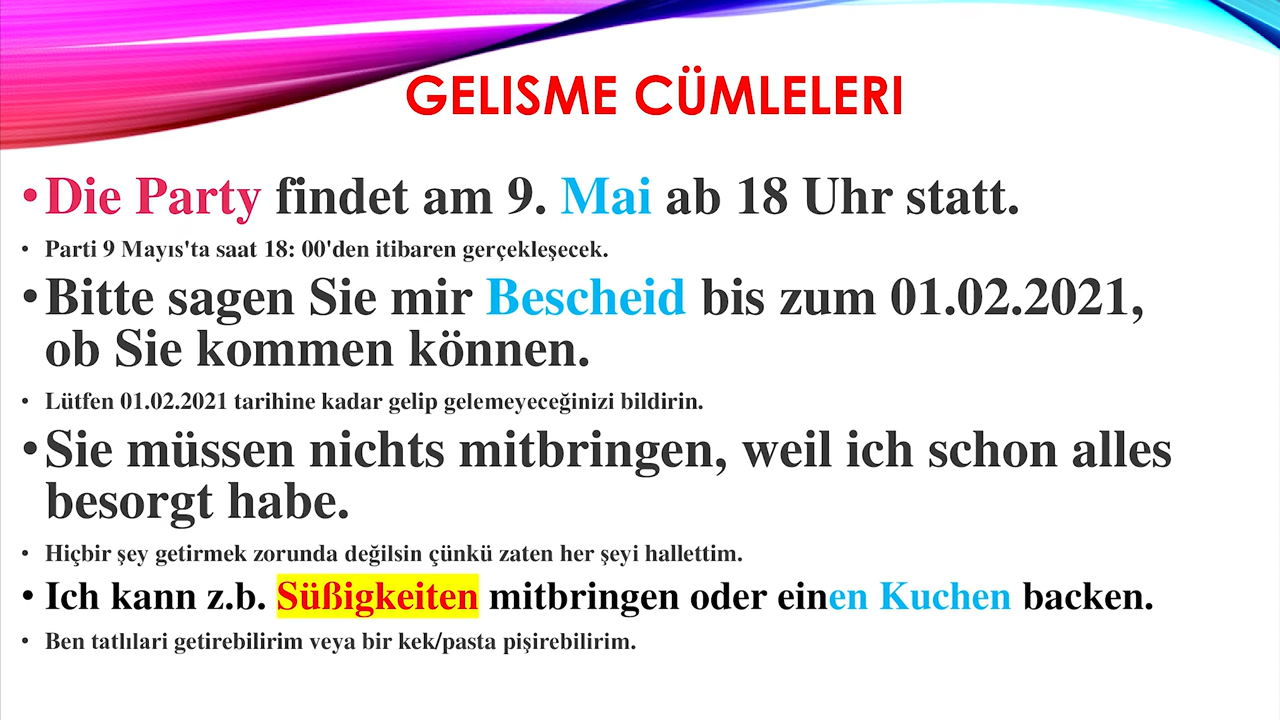 GELISME CÜMLELERI
•Die Party findet am 9. Mai ab 18 Uhr statt.
• Parti 9 Mayıs'ta saat 18: 00'den itibaren gerçekleşecek.
•Bitte sagen Sie mir Bescheid bis zum 01.02.2021,
ob Sie kommen können.
• Lütfen 01.02.2021 tarihine kadar gelip gelemeyeceğinizi bildirin.
•Sie müssen nichts mitbringen, weil ich schon alles
besorgt habe.
• Hiçbir şey getirmek zorunda değilsin çünkü zaten her şeyi hallettim.
• Ich kann z.b. Süßigkeiten mitbringen oder einen Kuchen backen.
• Ben tatlılari getirebilirim veya bir kek/pasta pişirebilirim.